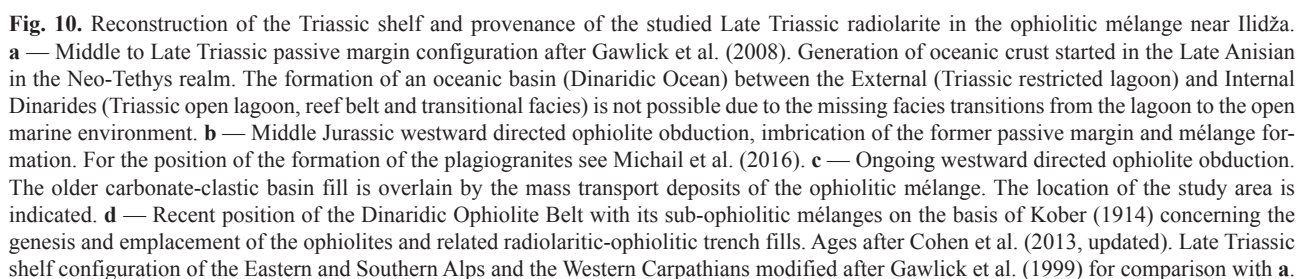 Fig. 10. Reconstruction of the Triassic shelf and provenance of the studied Late Triassic radiolarite in the ophiolitic mélange near Ilidža.
a — Middle to Late Triassic passive margin configuration after Gawlick et al. (2008). Generation of oceanic crust started in the Late Anisian
in the Neo-Tethys realm. The formation of an oceanic basin (Dinaridic Ocean) between the External (Triassic restricted lagoon) and Internal
Dinarides (Triassic open lagoon, reef belt and transitional facies) is not possible due to the missing facies transitions from the lagoon to the open
marine environment. b — Middle Jurassic westward directed ophiolite obduction, imbrication of the former passive margin and mélange for-
mation. For the position of the formation of the plagiogranites see Michail et al. (2016). c — Ongoing westward directed ophiolite obduction.
The older carbonate-clastic basin fill is overlain by the mass transport deposits of the ophiolitic mélange. The location of the study area is
indicated. d — Recent position of the Dinaridic Ophiolite Belt with its sub-ophiolitic mélanges on the basis of Kober (1914) concerning the
genesis and emplacement of the ophiolites and related radiolaritic-ophiolitic trench fills. Ages after Cohen et al. (2013, updated). Late Triassic
shelf configuration of the Eastern and Southern Alps and the Western Carpathians modified after Gawlick et al. (1999) for comparison with a.